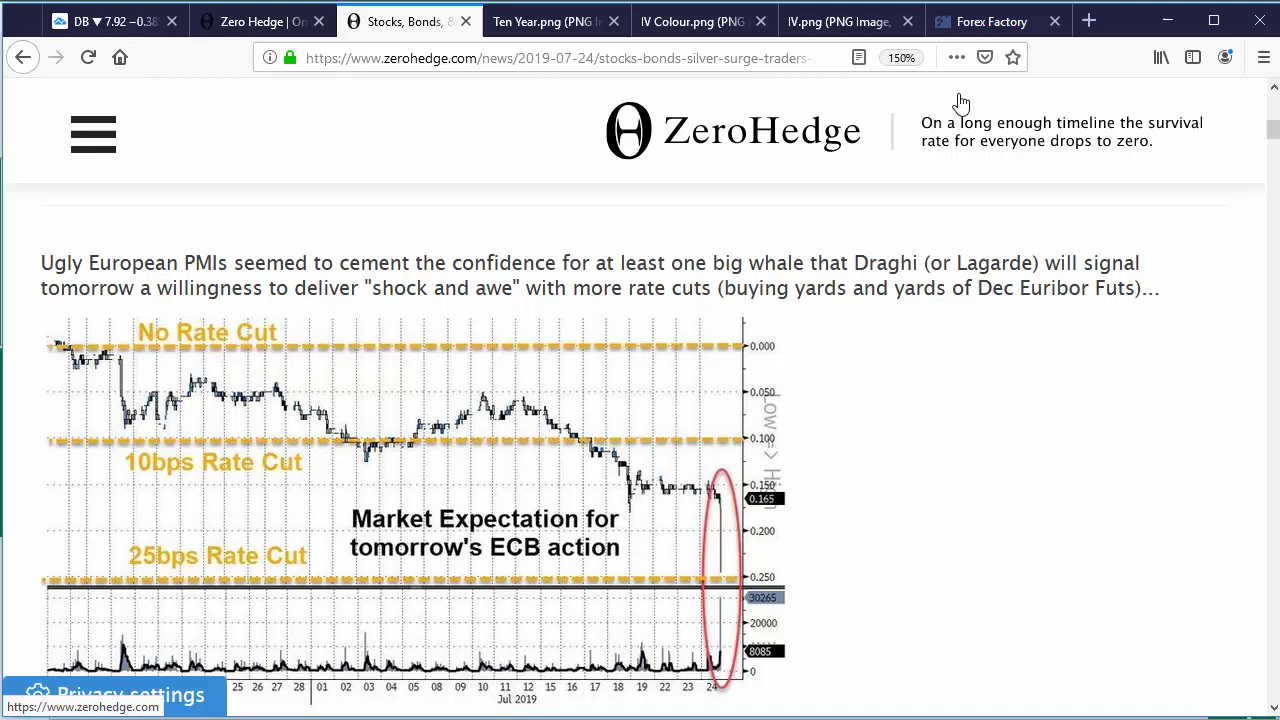 DB ▼ 7.92 −0.38
Zero Hedge | On
Stocks, Bonds, &
Ten Year.png (PNG I
IV Colour.png (PNG
IV.png (PNG Image,
Forex Factory
https://www.zerohedge.com/news/2019-07-24/stocks-bonds-silver-surge-traders-
150%
ZeroHedge
On a long enough timeline the survival
rate for everyone drops to zero.
Ugly European PMIs seemed to cement the confidence for at least one big whale that Draghi (or Lagarde) will signal
tomorrow a willingness to deliver "shock and awe" with more rate cuts (buying yards and yards of Dec Euribor Futs)...
No Rate Cut
0.000
0.050
0.100
10bps Rate Cut
0.150
0.165
Market Expectation for
tomorrow's ECB action
0.200
25bps Rate Cut
0.250
30265
20000
8085
0
25 26 27 28 01 02 03 04 05 08 09 10 11 12 15 16 17 18 19 22 23 24
Jul 2019
Privacy settings
https://www.zerohedge.com